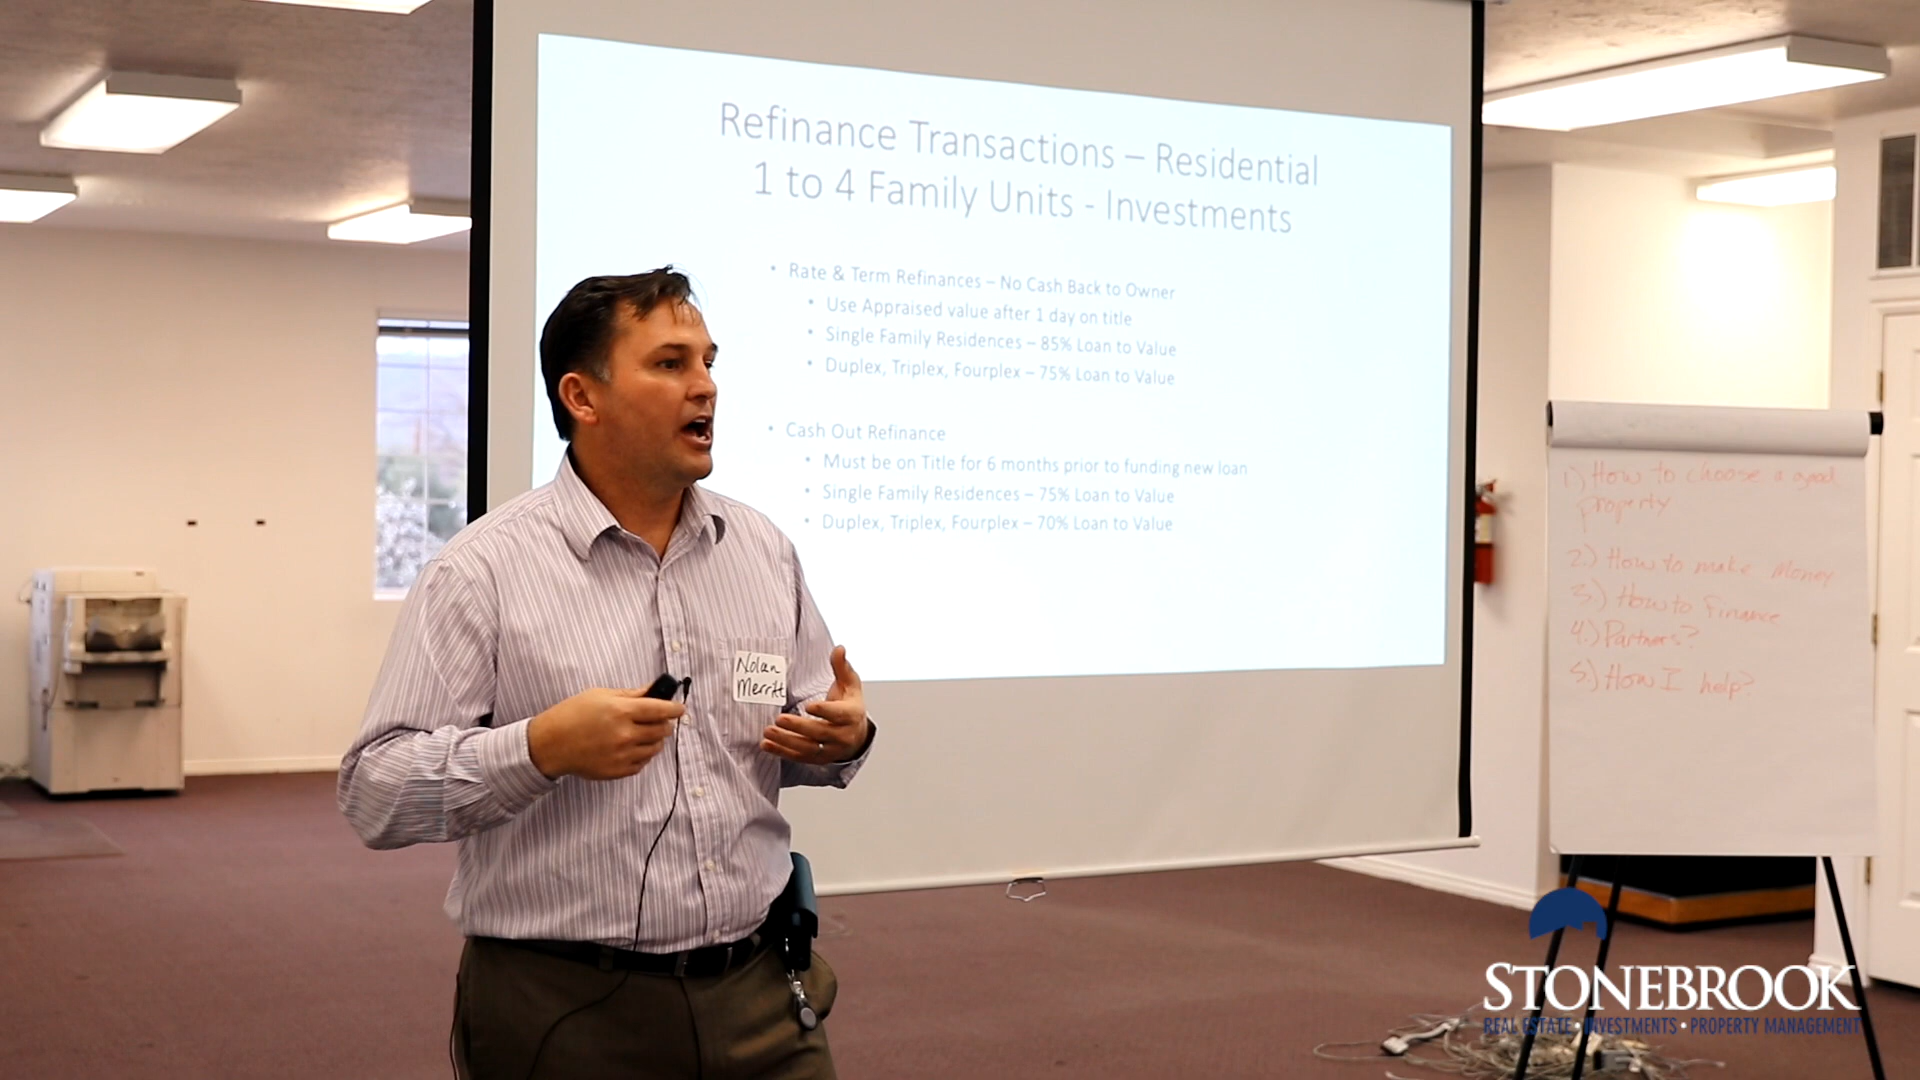 Refinance Transactions – Residential
1 to 4 Family Units - Investments
• Rate & Term Refinances – No Cash Back to Owner
• Use Appraised value after 1 day on title
• Single Family Residences – 85% Loan to Value
• Duplex, Triplex, Fourplex – 75% Loan to Value
• Cash Out Refinance
• Must be on Title for 6 months prior to funding new loan
• Single Family Residences – 75% Loan to Value
• Duplex, Triplex, Fourplex – 70% Loan to Value
Nolan
Merritt
1) How to choose a good
property
2.) How to make Money
3.) How to Finance
4.) Partners?
5.) How I help?
STONEBROOK
REAL ESTATE • INVESTMENTS • PROPERTY MANAGEMENT